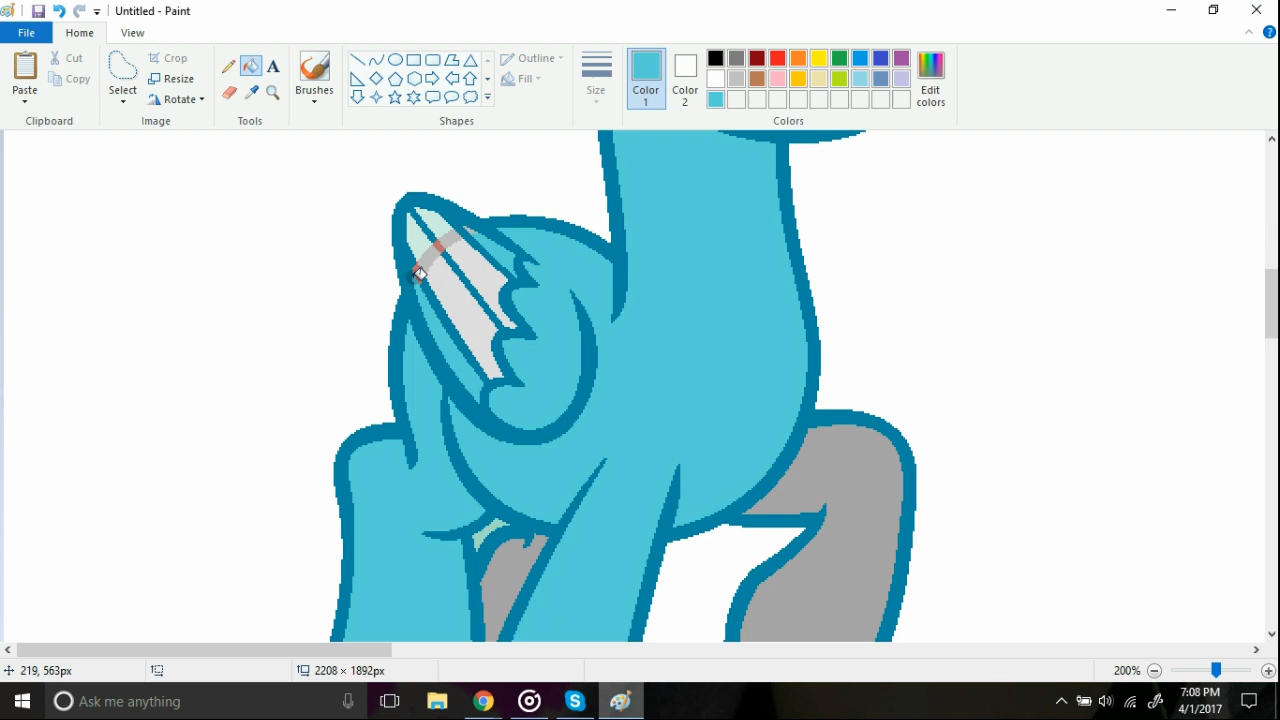 Untitled - Paint
File
Home
View
Paste
Cut
Copy
Clipboard
Select
Crop
Resize
Rotate
Image
A
Tools
Brushes
Shapes
Outline
Fill
Size
Color 1
Color 2
Edit colors
Colors
219, 563px
2208 × 1892px
200%
Ask me anything
7:08 PM
4/1/2017